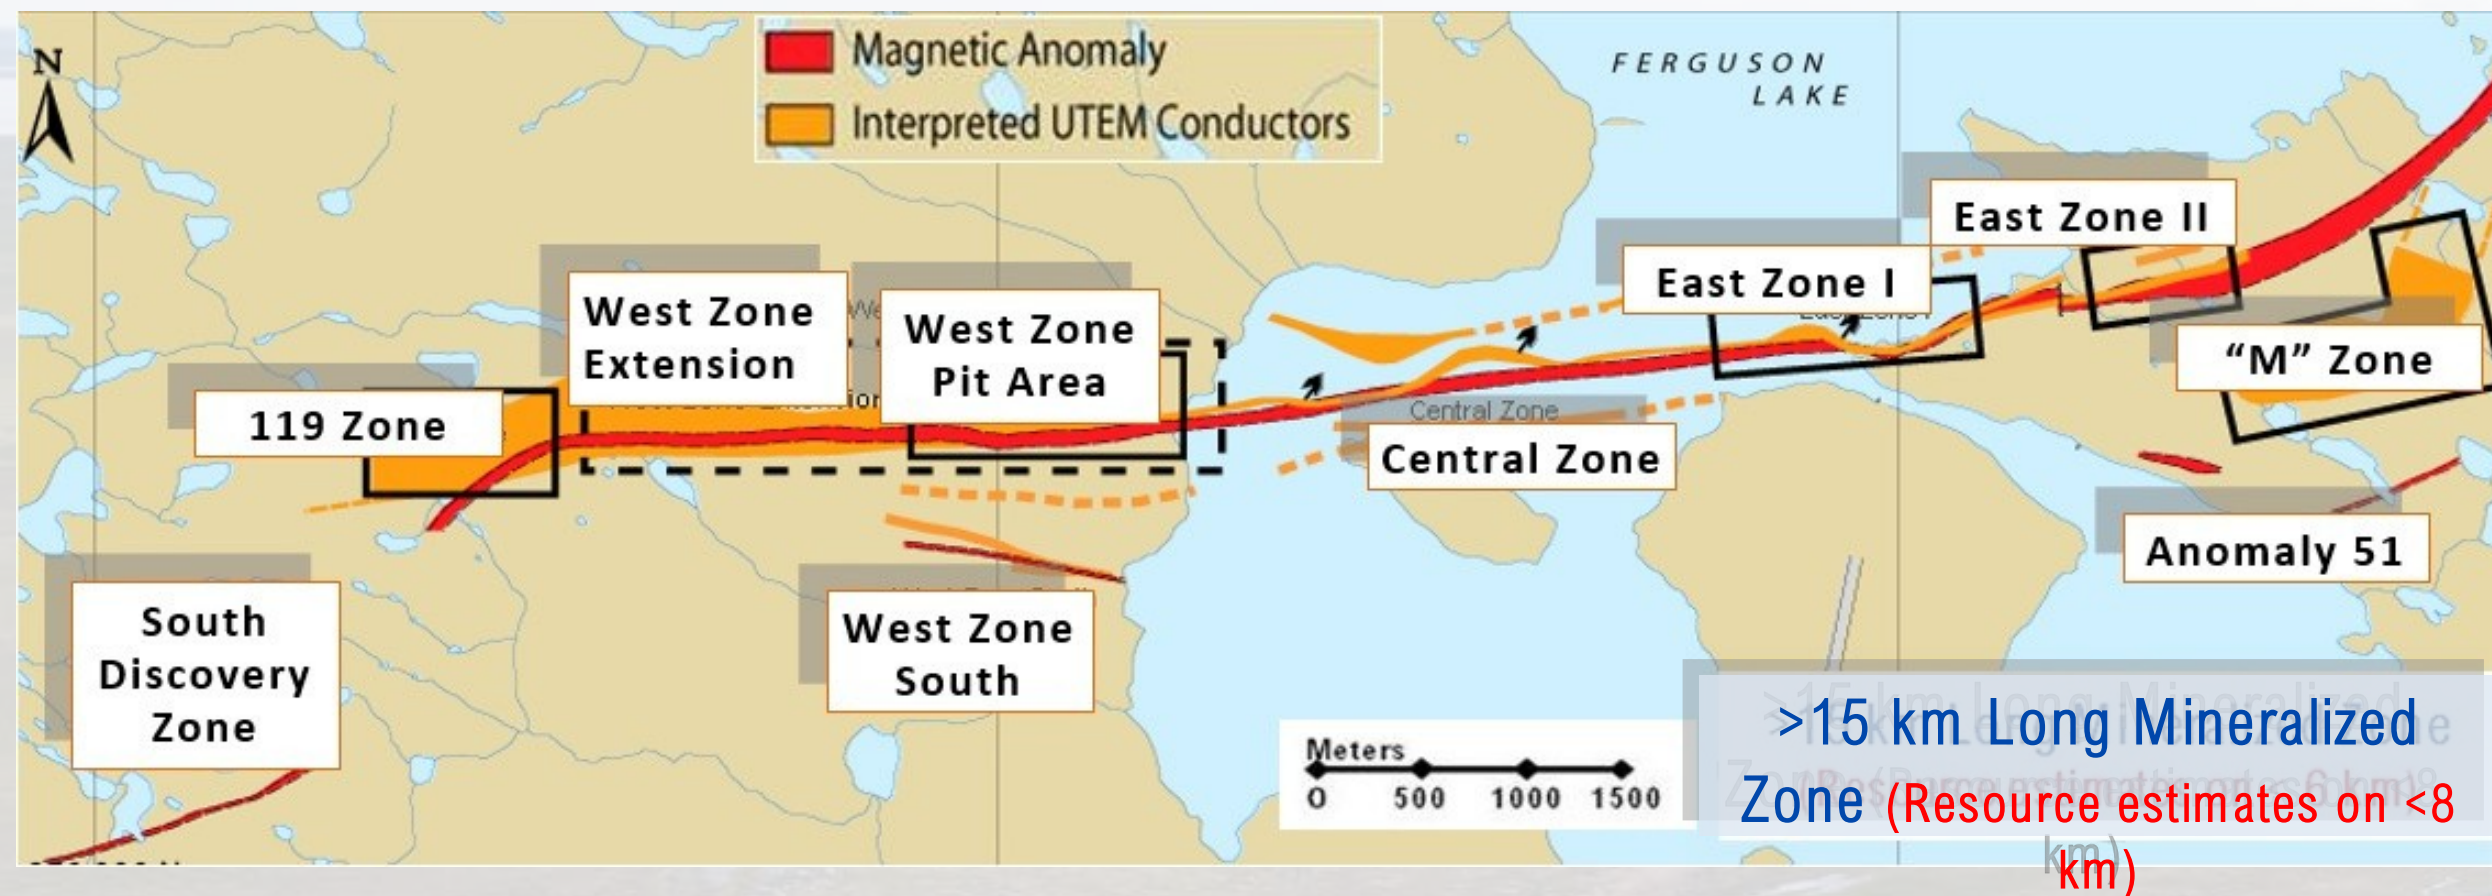 N
Magnetic Anomaly
Interpreted UTEM Conductors
FERGUSON
LAKE
East Zone II
East Zone I
West Zone
Extension
West Zone
Pit Area
"M" Zone
119 Zone
Central Zone
Central Zone
Anomaly 51
South
Discovery
Zone
West Zone
South
Meters
0 500 1000 1500
>15 km Long Mineralized
Zone (Resource estimates on <8
km)